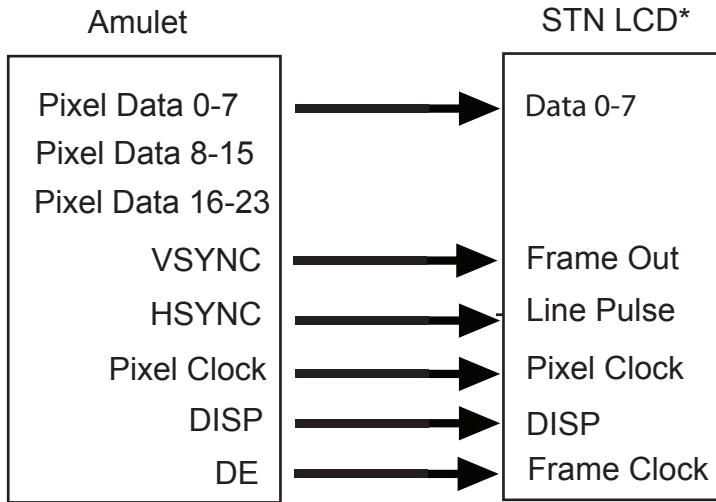 Amulet
STN LCD*
Pixel Data 0-7
Data 0-7
Pixel Data 8-15
Pixel Data 16-23
VSYNC
Frame Out
HSYNC
Line Pulse
Pixel Clock
Pixel Clock
DISP
DISP
DE
Frame Clock